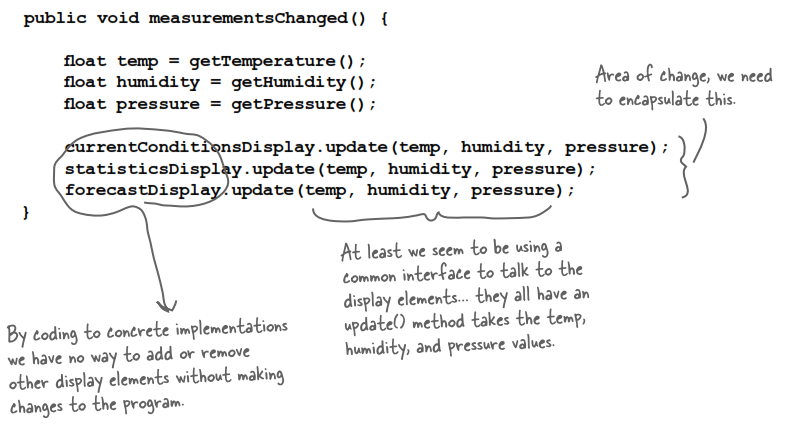 public void measurementsChanged() {
float temp = getTemperature();
float humidity = getHumidity();
float pressure = getPressure();
currentConditionsDisplay.update(temp, humidity, pressure);
statisticsDisplay.update(temp, humidity, pressure);
forecastDisplay.update(temp, humidity, pressure);
}
Area of change, we need
to encapsulate this.
At least we seem to be using a
common interface to talk to the
display elements... they all have an
update() method takes the temp,
humidity, and pressure values.
By coding to concrete implementations
we have no way to add or remove
other display elements without making
changes to the program.